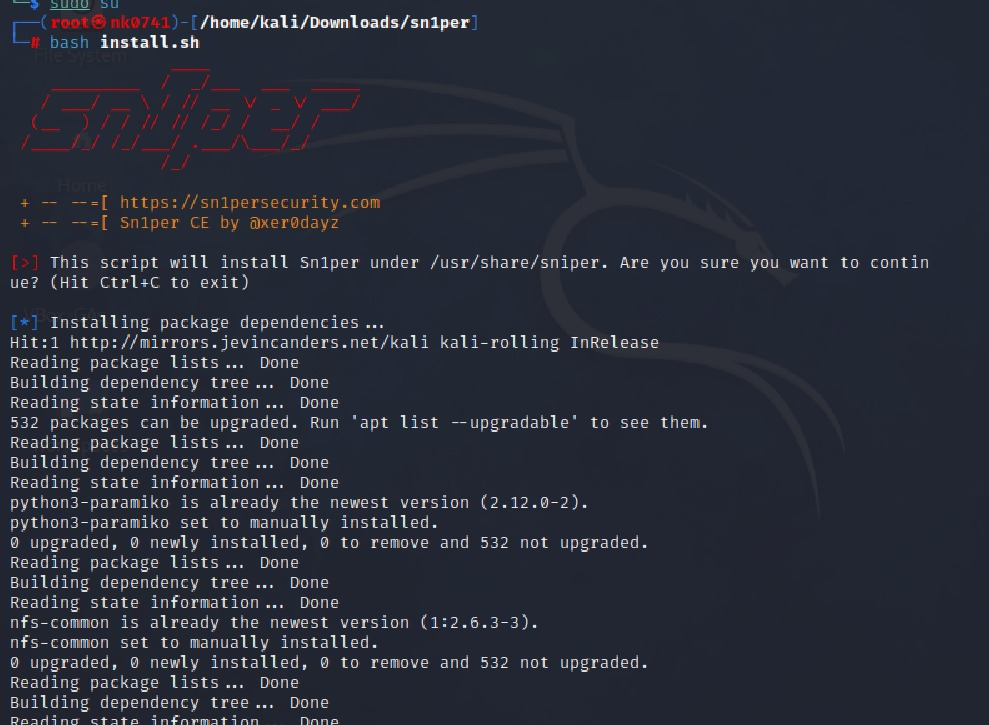 └─$ sudo su
┌──(root㉿nk0741)-[/home/kali/Downloads/sn1per]
└─# bash install.sh
File System
Home
+ -- --=[ https://sn1persecurity.com
+ -- --=[ Sn1per CE by @xer0dayz
[>] This script will install Sn1per under /usr/share/sniper. Are you sure you want to contin
ue? (Hit Ctrl+C to exit)
[*] Installing package dependencies...
Hit:1 http://mirrors.jevincanders.net/kali kali-rolling InRelease
Reading package lists... Done
Building dependency tree... Done
Reading state information... Done
532 packages can be upgraded. Run 'apt list --upgradable' to see them.
Reading package lists... Done
Building dependency tree... Done
Reading state information... Done
python3-paramiko is already the newest version (2.12.0-2).
python3-paramiko set to manually installed.
0 upgraded, 0 newly installed, 0 to remove and 532 not upgraded.
Reading package lists... Done
Building dependency tree... Done
Reading state information... Done
nfs-common is already the newest version (1:2.6.3-3).
nfs-common set to manually installed.
0 upgraded, 0 newly installed, 0 to remove and 532 not upgraded.
Reading package lists... Done
Building dependency tree... Done
Reading state information... Done